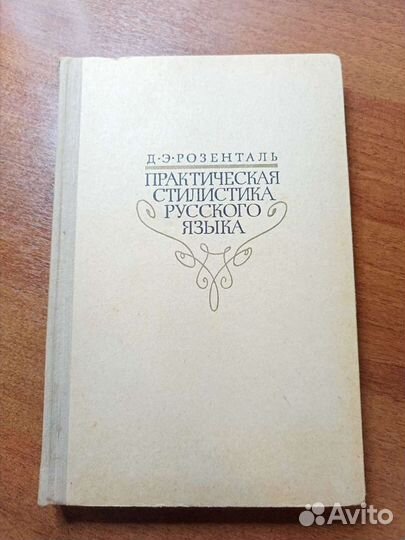 Д·Э·РОЗЕНТАЛЬ
ПРАКТИЧЕСКАЯ
СТИЛИСТИКА
РУССКОГО
ЯЗЫКА
Avito